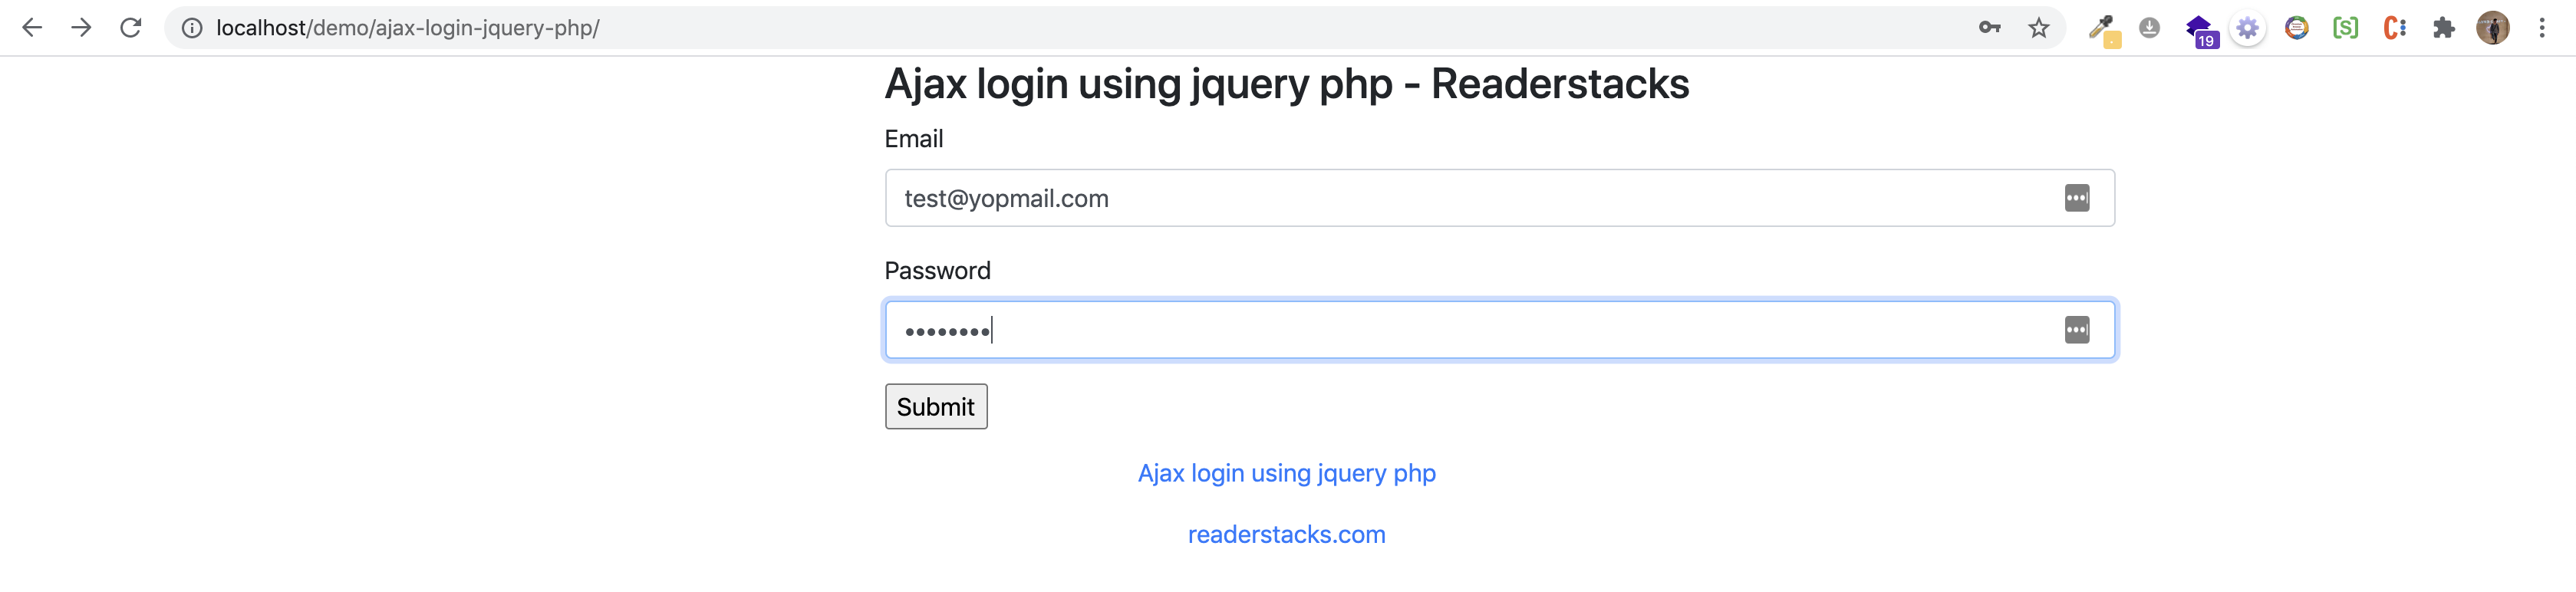 localhost/demo/ajax-login-jquery-php/
19
Ajax login using jquery php - Readerstacks
Email
test@yopmail.com
Password
••••••••
Submit
Ajax login using jquery php
readerstacks.com